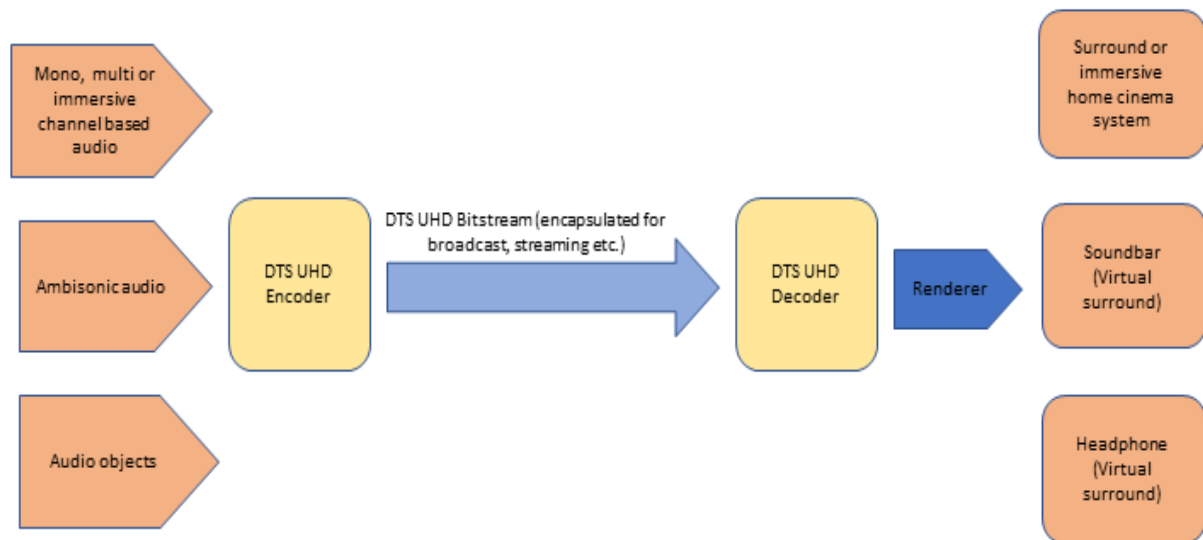 Mono, multi or
immersive
channel based
audio
Ambisonic audio
Audio objects
DTS UHD
Encoder
DTS UHD Bitstream (encapsulated for
broadcast, streaming etc.)
DTS UHD
Decoder
Renderer
Surround or
immersive
home cinema
system
Soundbar
(Virtual
surround)
Headphone
(Virtual
surround)